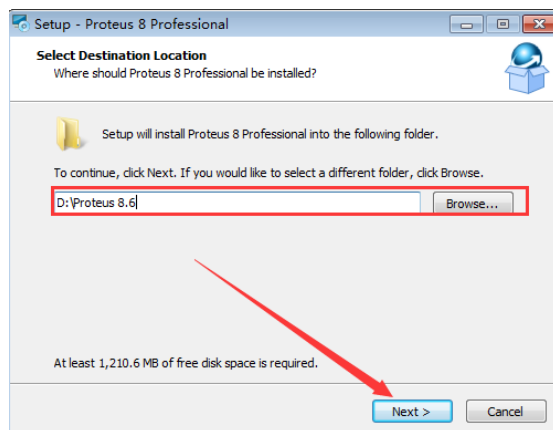 Setup - Proteus 8 Professional
Select Destination Location
Where should Proteus 8 Professional be installed?
Setup will install Proteus 8 Professional into the following folder.
To continue, click Next. If you would like to select a different folder, click Browse.
D:\Proteus 8.6
Browse...
At least 1,210.6 MB of free disk space is required.
Next >
Cancel